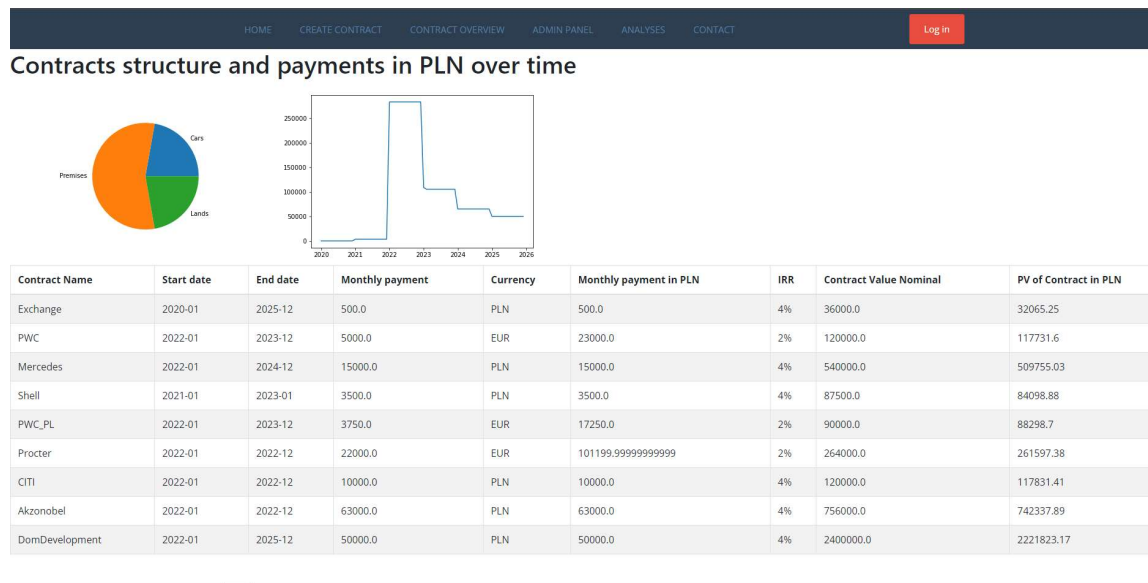 HOME CREATE CONTRACT CONTRACT OVERVIEW ADMIN PANEL ANALYSES CONTACT Log in
Contracts structure and payments in PLN over time
Cars
Premises
Lands
250000
200000
150000
100000
50000
0
2020 2021 2022 2023 2024 2025 2026
Contract Name Start date End date Monthly payment Currency Monthly payment in PLN IRR Contract Value Nominal PV of Contract in PLN
Exchange 2020-01 2025-12 500.0 PLN 500.0 4% 36000.0 32065.25
PWC 2022-01 2023-12 5000.0 EUR 23000.0 2% 120000.0 117731.6
Mercedes 2022-01 2024-12 15000.0 PLN 15000.0 4% 540000.0 509755.03
Shell 2021-01 2023-01 3500.0 PLN 3500.0 4% 87500.0 84098.88
PWC_PL 2022-01 2023-12 3750.0 EUR 17250.0 2% 90000.0 88298.7
Procter 2022-01 2022-12 22000.0 EUR 101199.99999999999 2% 264000.0 261597.38
CITI 2022-01 2022-12 10000.0 PLN 10000.0 4% 120000.0 117831.41
Akzonobel 2022-01 2022-12 63000.0 PLN 63000.0 4% 756000.0 742337.89
DomDevelopment 2022-01 2025-12 50000.0 PLN 50000.0 4% 2400000.0 2221823.17